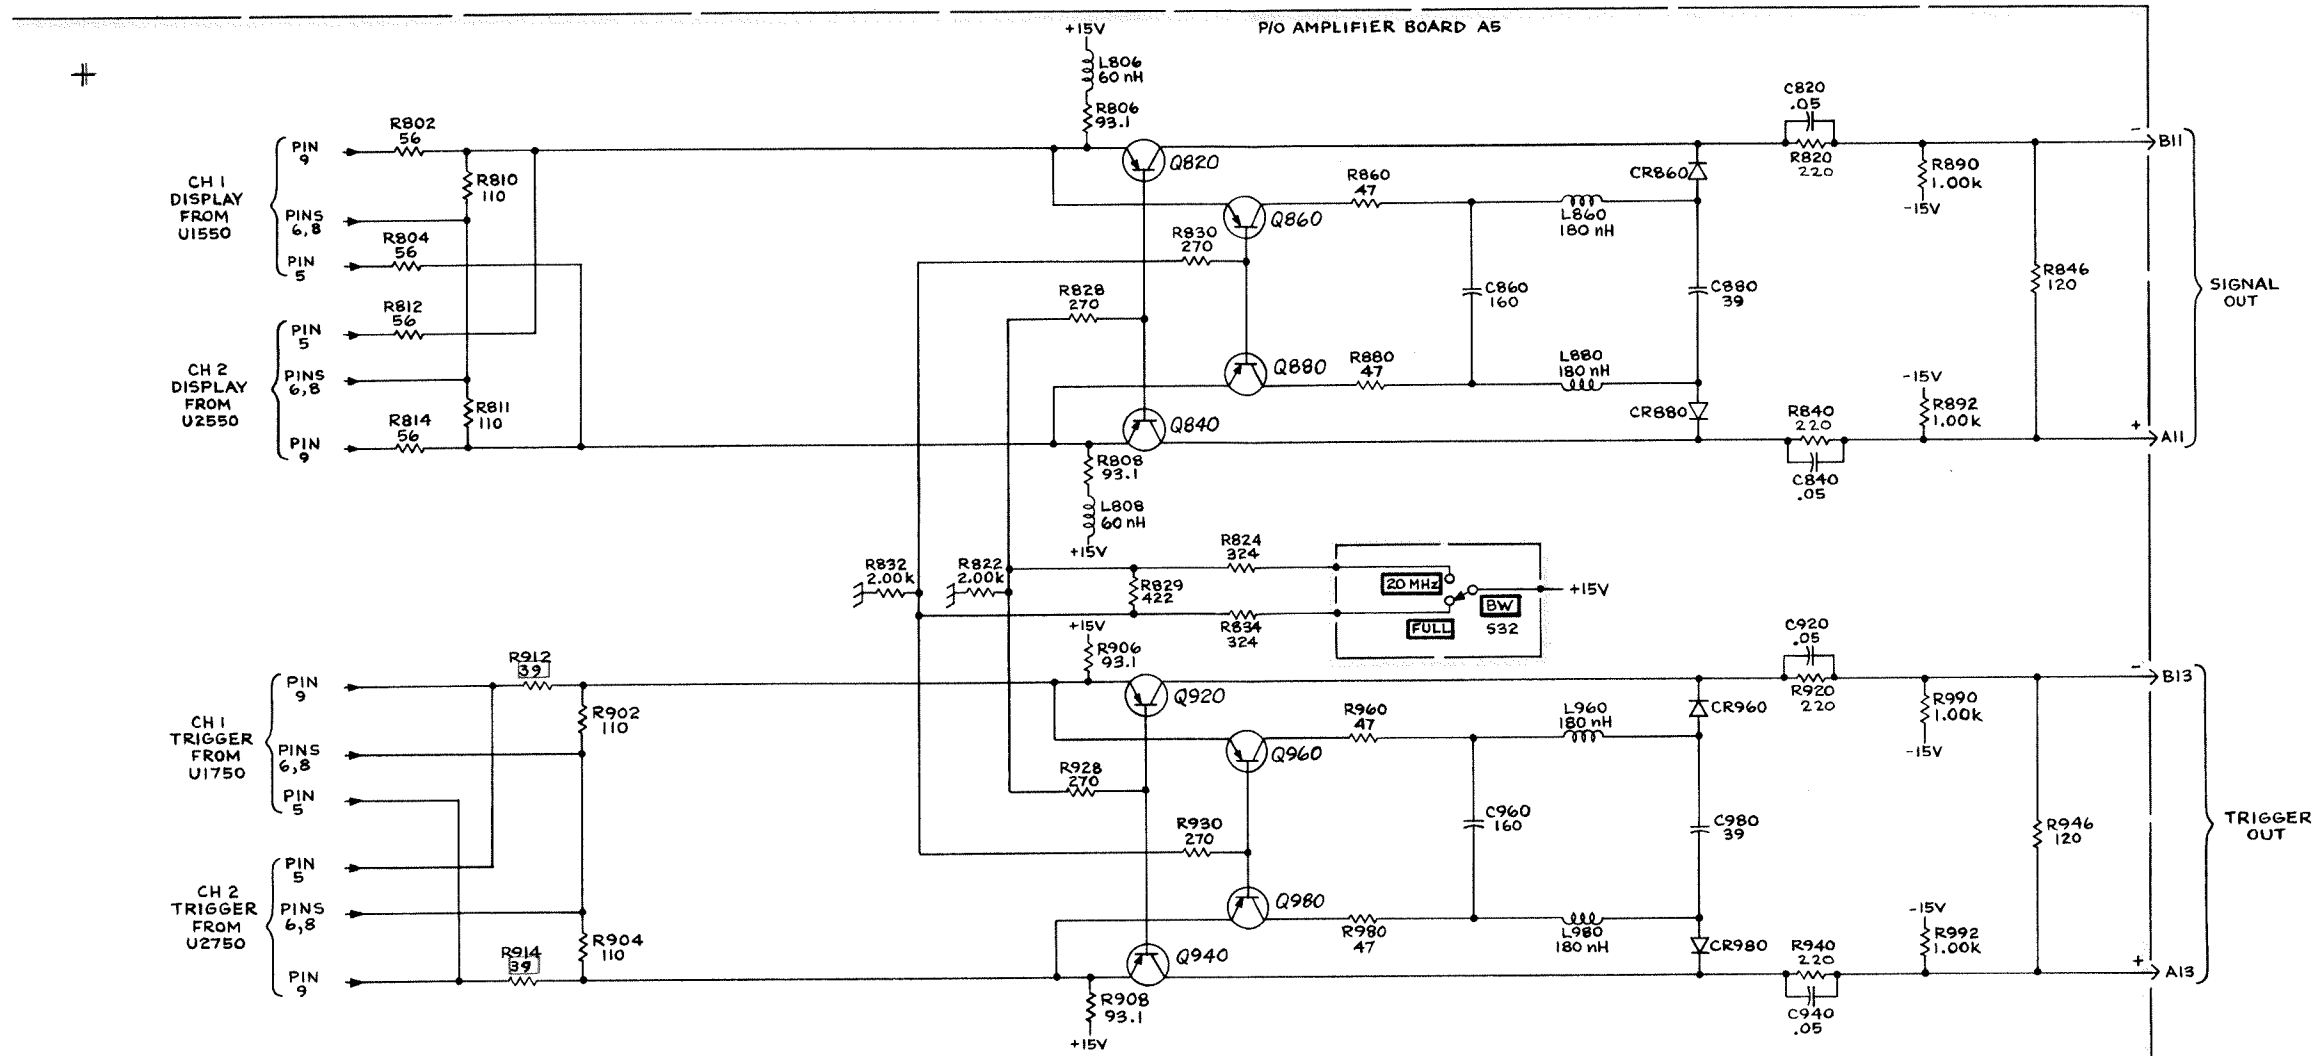 P/O AMPLIFIER BOARD A5
+15V
L806
60 nH
R806
93.1
C820
.05
R802
56
PIN
9
R810
110
CH 1
DISPLAY
FROM
U1550
PINS
6,8
R804
56
PIN
5
Q820
R860
47
CR860
R820
220
R890
1.00k
-15V
-
B11
Q860
L860
180 nH
R830
270
R828
270
C860
160
C880
39
R846
120
SIGNAL
OUT
R812
56
PIN
5
CH 2
DISPLAY
FROM
U2550
PINS
6,8
R811
110
R814
56
PIN
9
Q880
R880
47
L880
180 nH
CR880
Q840
R840
220
-15V
R892
1.00k
+
A11
C840
.05
R808
93.1
L808
60 nH
+15V
R832
2.00k
R822
2.00k
R824
324
R829
422
R834
324
20 MHz
BW
FULL
S32
+15V
+15V
R906
93.1
C920
.05
R912
39
PIN
9
R902
110
CH 1
TRIGGER
FROM
U1750
PINS
6,8
PIN
5
Q920
R960
47
L960
180 nH
CR960
R920
220
R990
1.00k
-15V
-
B13
Q960
R928
270
R930
270
C960
160
C980
39
R946
120
TRIGGER
OUT
PIN
5
CH 2
TRIGGER
FROM
U2750
PINS
6,8
R904
110
R914
39
PIN
9
Q980
R980
47
L980
180 nH
CR980
Q940
R940
220
-15V
R992
1.00k
+
A13
C940
.05
R908
93.1
+15V